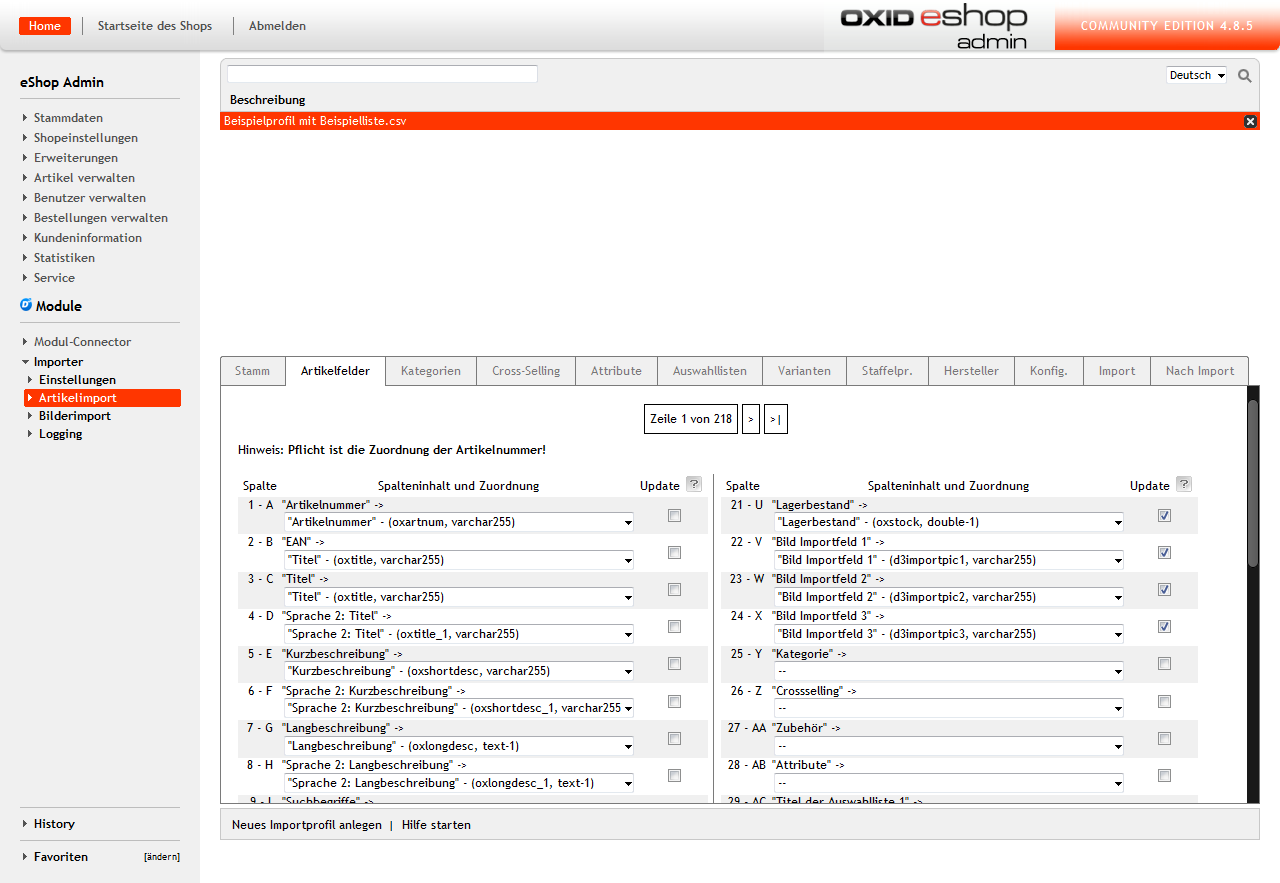 Home | Startseite des Shops | Abmelden
OXID eshop
admin
COMMUNITY EDITION 4.8.5
eShop Admin
Stammdaten
Shopeinstellungen
Erweiterungen
Artikel verwalten
Benutzer verwalten
Bestellungen verwalten
Kundeninformation
Statistiken
Service
Module
Modul-Connector
Importer
Einstellungen
Artikelimport
Bilderimport
Logging
History
Favoriten [ändern]
Deutsch
Beschreibung
Beispielprofil mit Beispielliste.csv
Stamm Artikelfelder Kategorien Cross-Selling Attribute Auswahllisten Varianten Staffelpr. Hersteller Konfig. Import Nach Import
Zeile 1 von 218 > >|
Hinweis: Pflicht ist die Zuordnung der Artikelnummer!
Spalte Spalteninhalt und Zuordnung Update ?
1 - A "Artikelnummer" ->
"Artikelnummer" - (oxartnum, varchar255)
2 - B "EAN" ->
"Titel" - (oxtitle, varchar255)
3 - C "Titel" ->
"Titel" - (oxtitle, varchar255)
4 - D "Sprache 2: Titel" ->
"Sprache 2: Titel" - (oxtitle_1, varchar255)
5 - E "Kurzbeschreibung" ->
"Kurzbeschreibung" - (oxshortdesc, varchar255)
6 - F "Sprache 2: Kurzbeschreibung" ->
"Sprache 2: Kurzbeschreibung" - (oxshortdesc_1, varchar255
7 - G "Langbeschreibung" ->
"Langbeschreibung" - (oxlongdesc, text-1)
8 - H "Sprache 2: Langbeschreibung" ->
"Sprache 2: Langbeschreibung" - (oxlongdesc_1, text-1)
9 - I "Suchbegriffe" ->
Spalte Spalteninhalt und Zuordnung Update ?
21 - U "Lagerbestand" ->
"Lagerbestand" - (oxstock, double-1)
22 - V "Bild Importfeld 1" ->
"Bild Importfeld 1" - (d3importpic1, varchar255)
23 - W "Bild Importfeld 2" ->
"Bild Importfeld 2" - (d3importpic2, varchar255)
24 - X "Bild Importfeld 3" ->
"Bild Importfeld 3" - (d3importpic3, varchar255)
25 - Y "Kategorie" ->
--
26 - Z "Crossselling" ->
--
27 - AA "Zubehör" ->
--
28 - AB "Attribute" ->
--
29 - AC "Titel der Auswahlliste 1" ->
Neues Importprofil anlegen | Hilfe starten